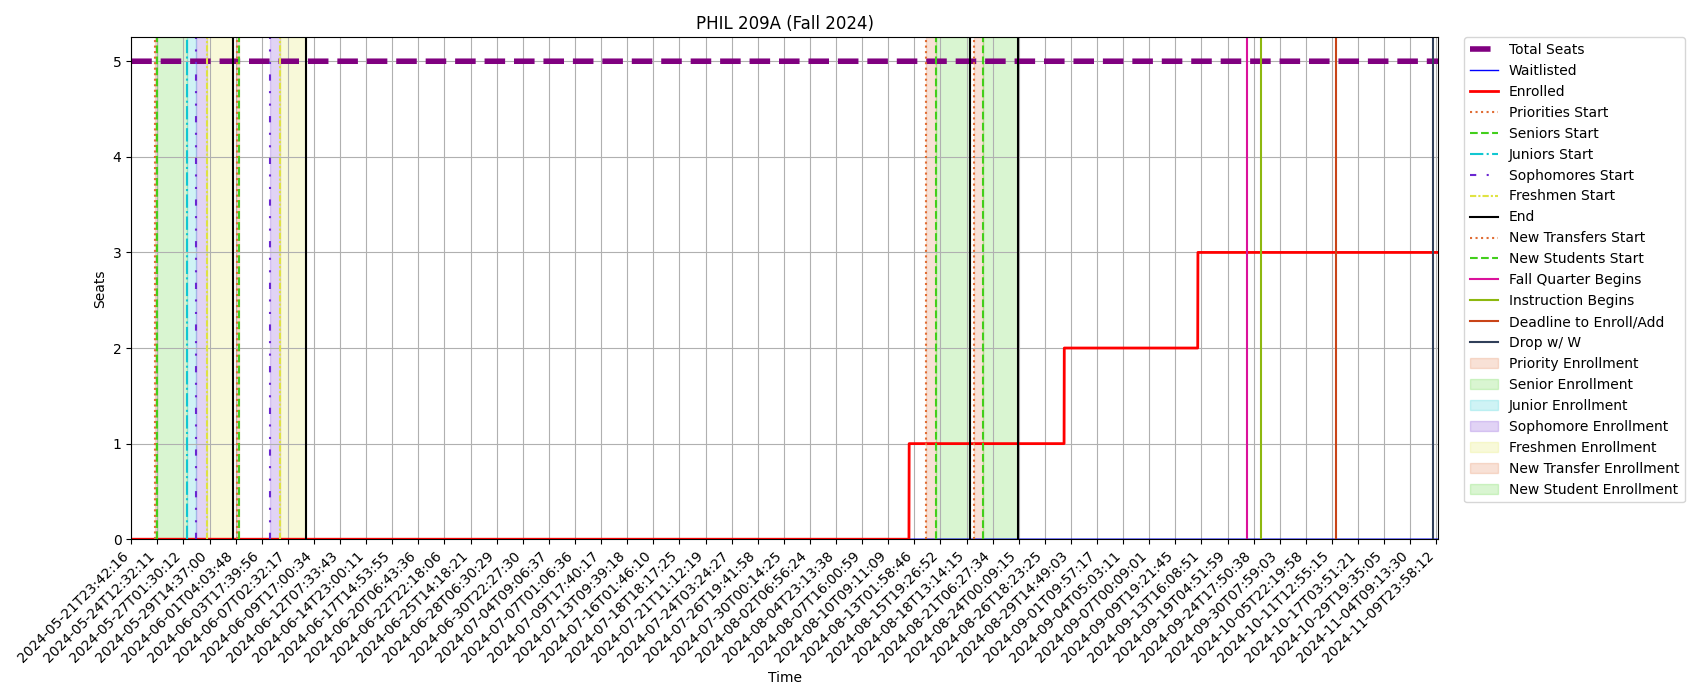 PHIL 209A (Fall 2024)
Seats
5
4
3
2
1
0
2024-05-21T23:42:16
2024-05-24T12:32:11
2024-05-27T01:30:12
2024-05-29T14:37:00
2024-06-01T04:03:48
2024-06-03T17:39:56
2024-06-07T02:32:17
2024-06-09T17:00:34
2024-06-12T07:33:43
2024-06-14T23:00:11
2024-06-17T14:53:55
2024-06-20T06:43:36
2024-06-22T22:18:06
2024-06-25T14:18:21
2024-06-28T06:30:29
2024-06-30T22:27:30
2024-07-04T09:06:37
2024-07-07T01:06:36
2024-07-09T17:40:17
2024-07-13T09:39:18
2024-07-16T01:46:10
2024-07-18T18:17:25
2024-07-21T11:12:19
2024-07-24T03:24:27
2024-07-26T19:41:58
2024-07-30T00:14:25
2024-08-02T06:56:24
2024-08-04T23:13:38
2024-08-07T16:00:59
2024-08-10T09:11:09
2024-08-13T01:58:46
2024-08-15T19:26:52
2024-08-18T13:14:15
2024-08-21T06:27:34
2024-08-24T00:09:15
2024-08-26T18:23:25
2024-08-29T14:49:03
2024-09-01T09:57:17
2024-09-04T05:03:11
2024-09-07T00:09:01
2024-09-09T19:21:45
2024-09-13T16:08:51
2024-09-19T04:51:59
2024-09-24T17:50:38
2024-09-30T07:59:03
2024-10-05T22:19:58
2024-10-11T12:55:15
2024-10-17T03:51:21
2024-10-29T19:35:05
2024-11-04T09:13:30
2024-11-09T23:58:12
Time
Total Seats
Waitlisted
Enrolled
Priorities Start
Seniors Start
Juniors Start
Sophomores Start
Freshmen Start
End
New Transfers Start
New Students Start
Fall Quarter Begins
Instruction Begins
Deadline to Enroll/Add
Drop w/ W
Priority Enrollment
Senior Enrollment
Junior Enrollment
Sophomore Enrollment
Freshmen Enrollment
New Transfer Enrollment
New Student Enrollment